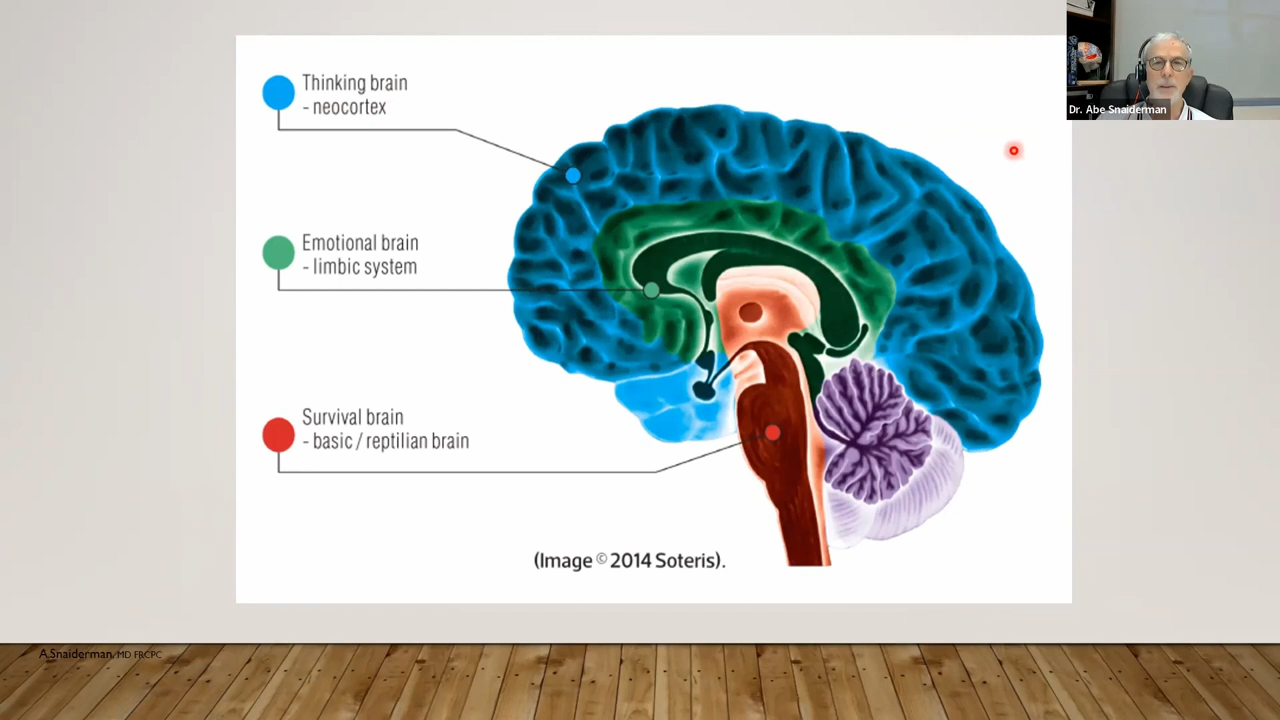 Thinking brain
- neocortex
Dr. Abe Snaiderman
Emotional brain
- limbic system
Survival brain
- basic / reptilian brain
(Image © 2014 Soteris).
A.Snaiderman, MD FRCPC